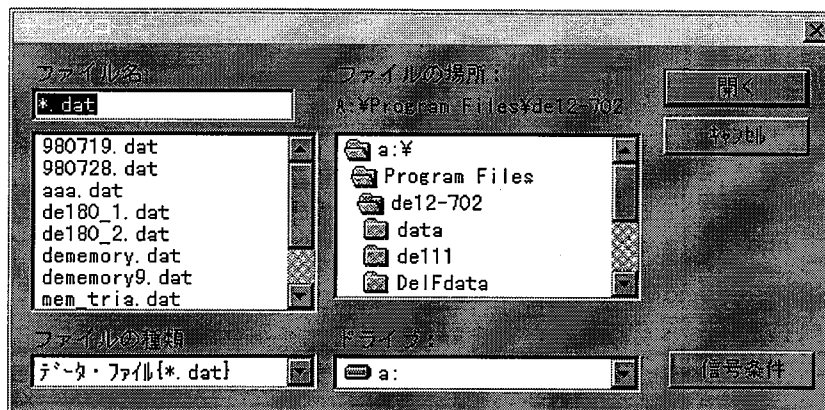 ファイル名:
*.dat
980719.dat
980728.dat
aaa.dat
de180_1.dat
de180_2.dat
dememory.dat
dememory9.dat
mem_tria.dat
ファイルの種類
データ・ファイル{*.dat}
ファイルの場所:
A:¥Program Files¥de12-702
a:¥
Program Files
de12-702
data
de111
DelFdata
ドライブ:
a:
開く
キャンセル
信号条件